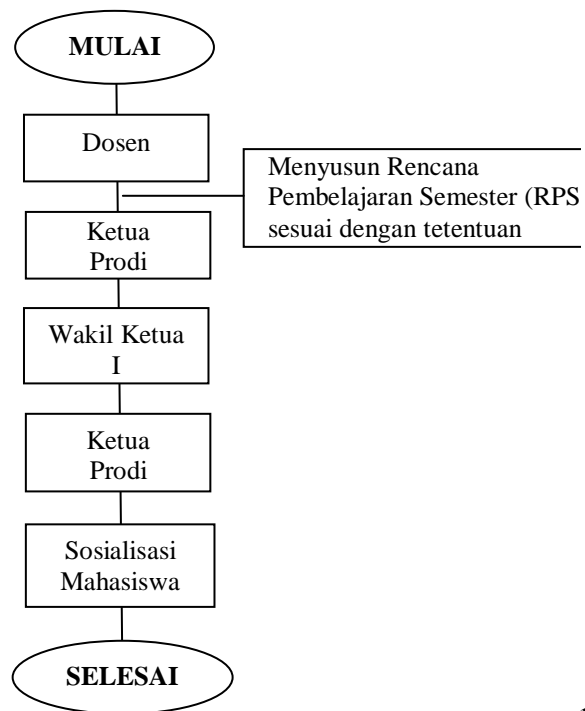 MULAI
Dosen
Menyusun Rencana
Pembelajaran Semester (RPS
sesuai dengan tetentuan
Ketua
Prodi
Wakil Ketua
I
Ketua
Prodi
Sosialisasi
Mahasiswa
SELESAI